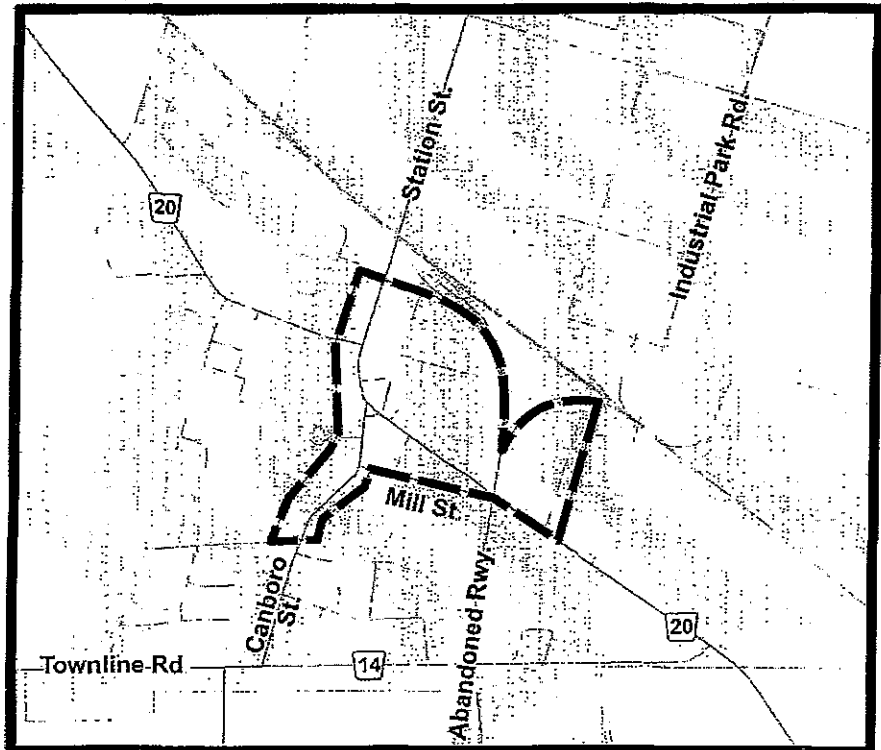 Station St.
Industrial Park Rd.
20
Mill St.
Canboro
St.
Abandoned Rwy.
20
Townline Rd
14